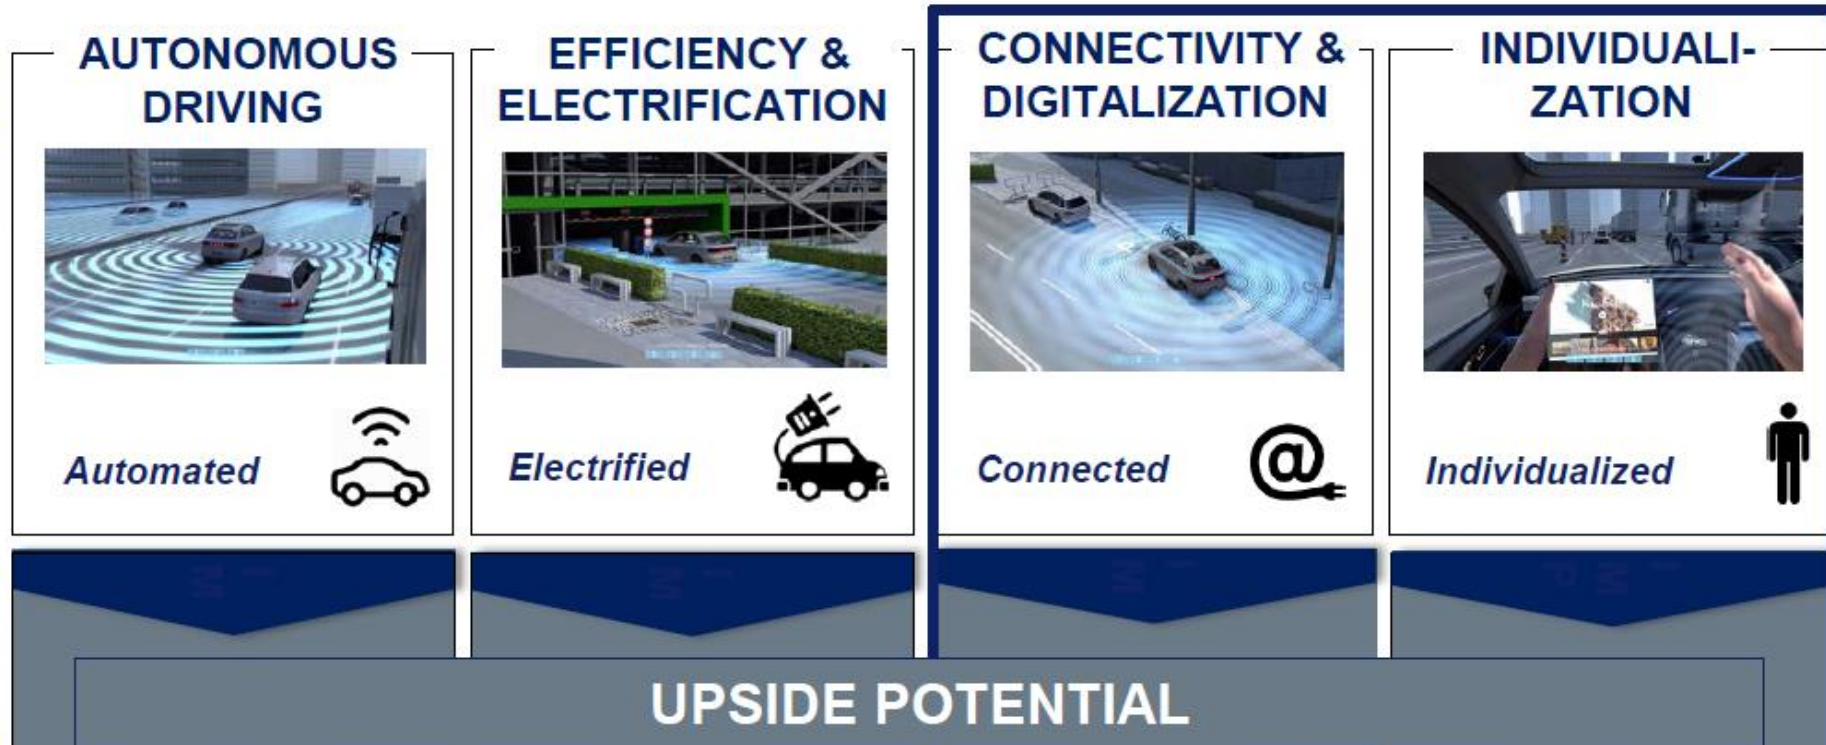 AUTONOMOUS
DRIVING
Automated
EFFICIENCY &
ELECTRIFICATION
Electrified
CONNECTIVITY &
DIGITALIZATION
Connected
@
INDIVIDUALI-
ZATION
Individualized
UPSIDE POTENTIAL